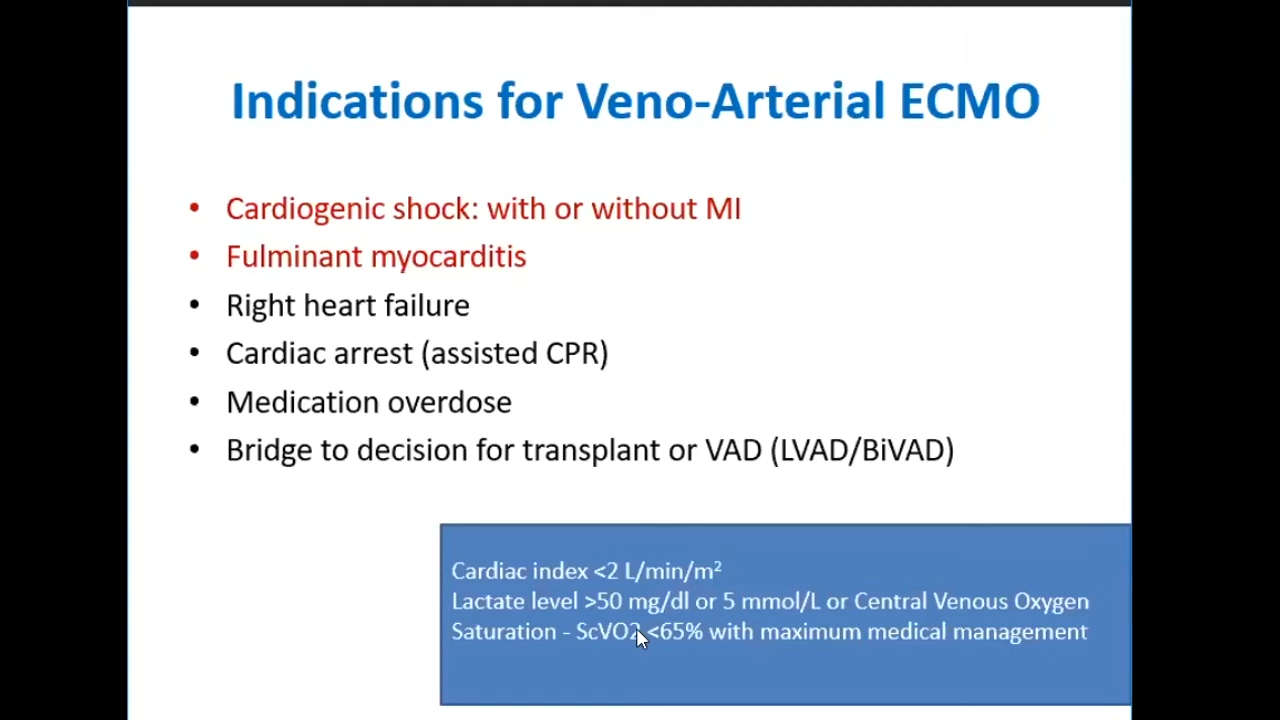 Indications for Veno-Arterial ECMO
• Cardiogenic shock: with or without MI
• Fulminant myocarditis
• Right heart failure
• Cardiac arrest (assisted CPR)
• Medication overdose
• Bridge to decision for transplant or VAD (LVAD/BiVAD)
Cardiac index <2 L/min/m²
Lactate level >50 mg/dl or 5 mmol/L or Central Venous Oxygen
Saturation - ScVO2 <65% with maximum medical management